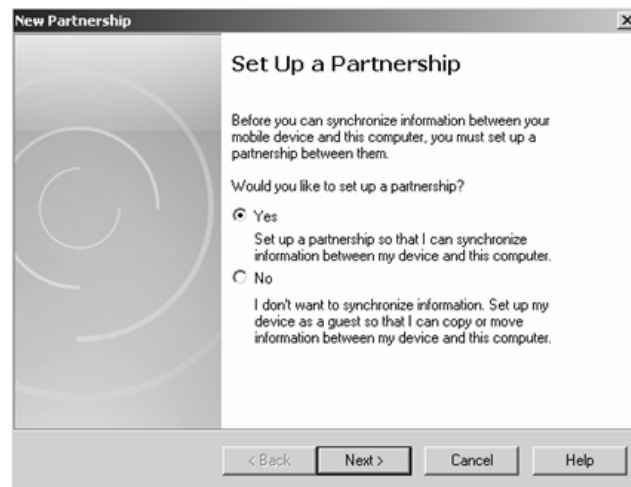 New Partnership
Set Up a Partnership
Before you can synchronize information between your
mobile device and this computer, you must set up a
partnership between them.
Would you like to set up a partnership?
Yes
Set up a partnership so that I can synchronize
information between my device and this computer.
No
I don't want to synchronize information. Set up my
device as a guest so that I can copy or move
information between my device and this computer.
< Back
Next >
Cancel
Help